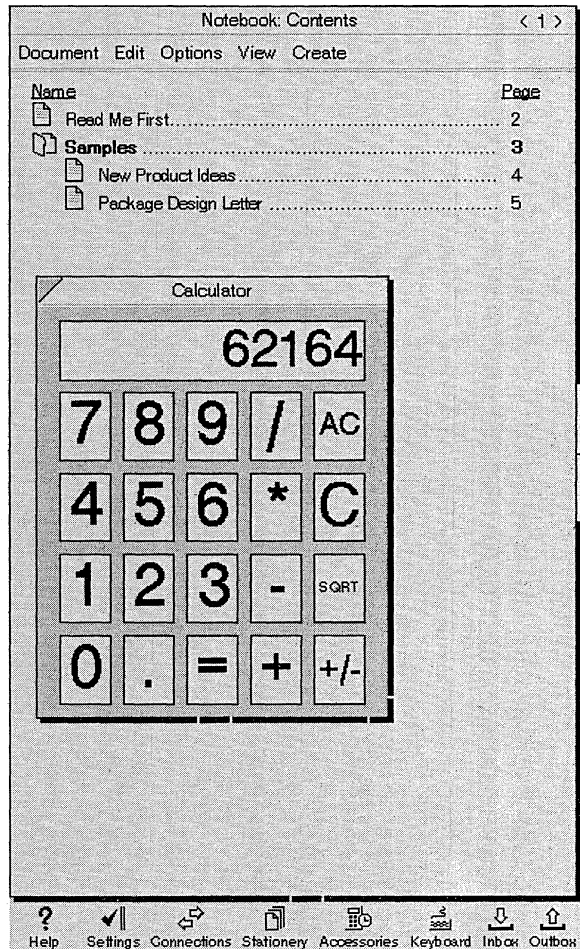 Notebook: Contents < 1 >
Document Edit Options View Create
Name Page
Read Me First 2
Samples 3
New Product Ideas 4
Package Design Letter 5
Calculator
62164
7 8 9 / AC
4 5 6 * C
1 2 3 - SQRT
0 . = + +/-
? 
Help Settings Connections Stationery Accessories Keyboard Inbox Outbox